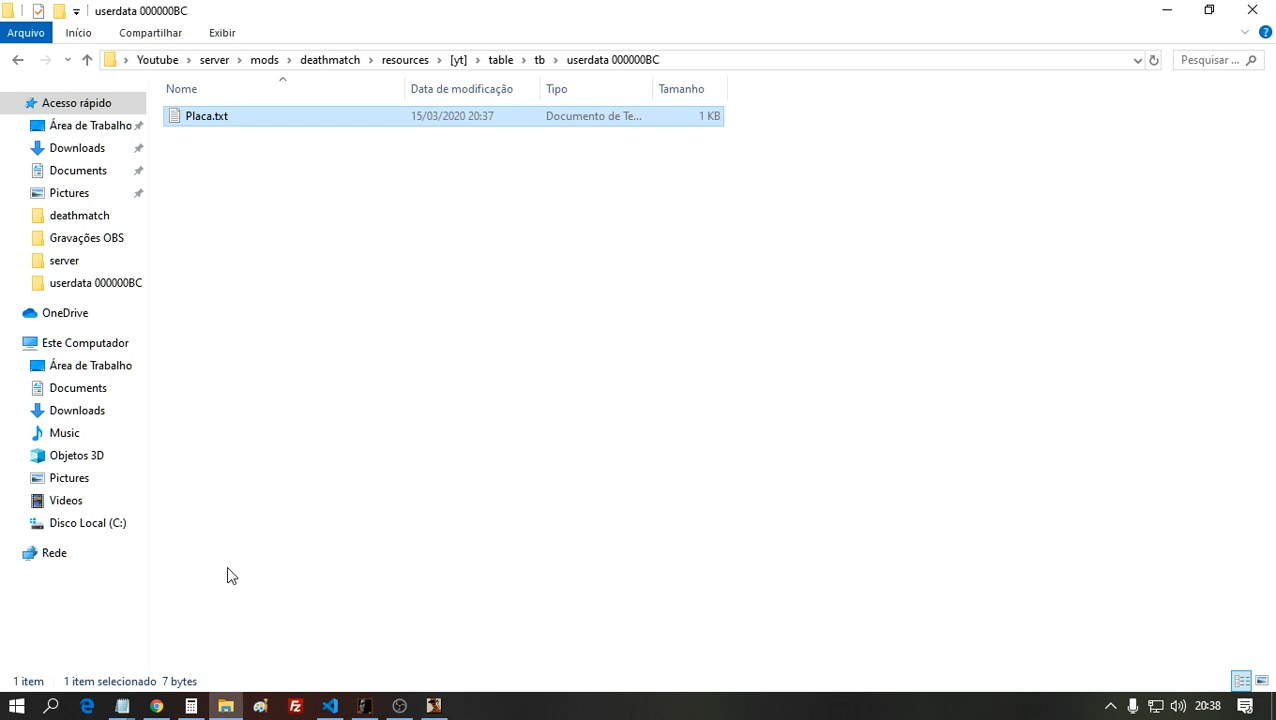 userdata 000000BC
Arquivo Início Compartilhar Exibir
Youtube server mods deathmatch resources [yt] table tb userdata 000000BC Pesquisar ...
Nome Data de modificação Tipo Tamanho
Placa.txt 15/03/2020 20:37 Documento de Te... 1 KB
Acesso rápido
Área de Trabalho
Downloads
Documents
Pictures
deathmatch
Gravações OBS
server
userdata 000000BC
OneDrive
Este Computador
Área de Trabalho
Documents
Downloads
Music
Objetos 3D
Pictures
Videos
Disco Local (C:)
Rede
1 item 1 item selecionado 7 bytes
20:38